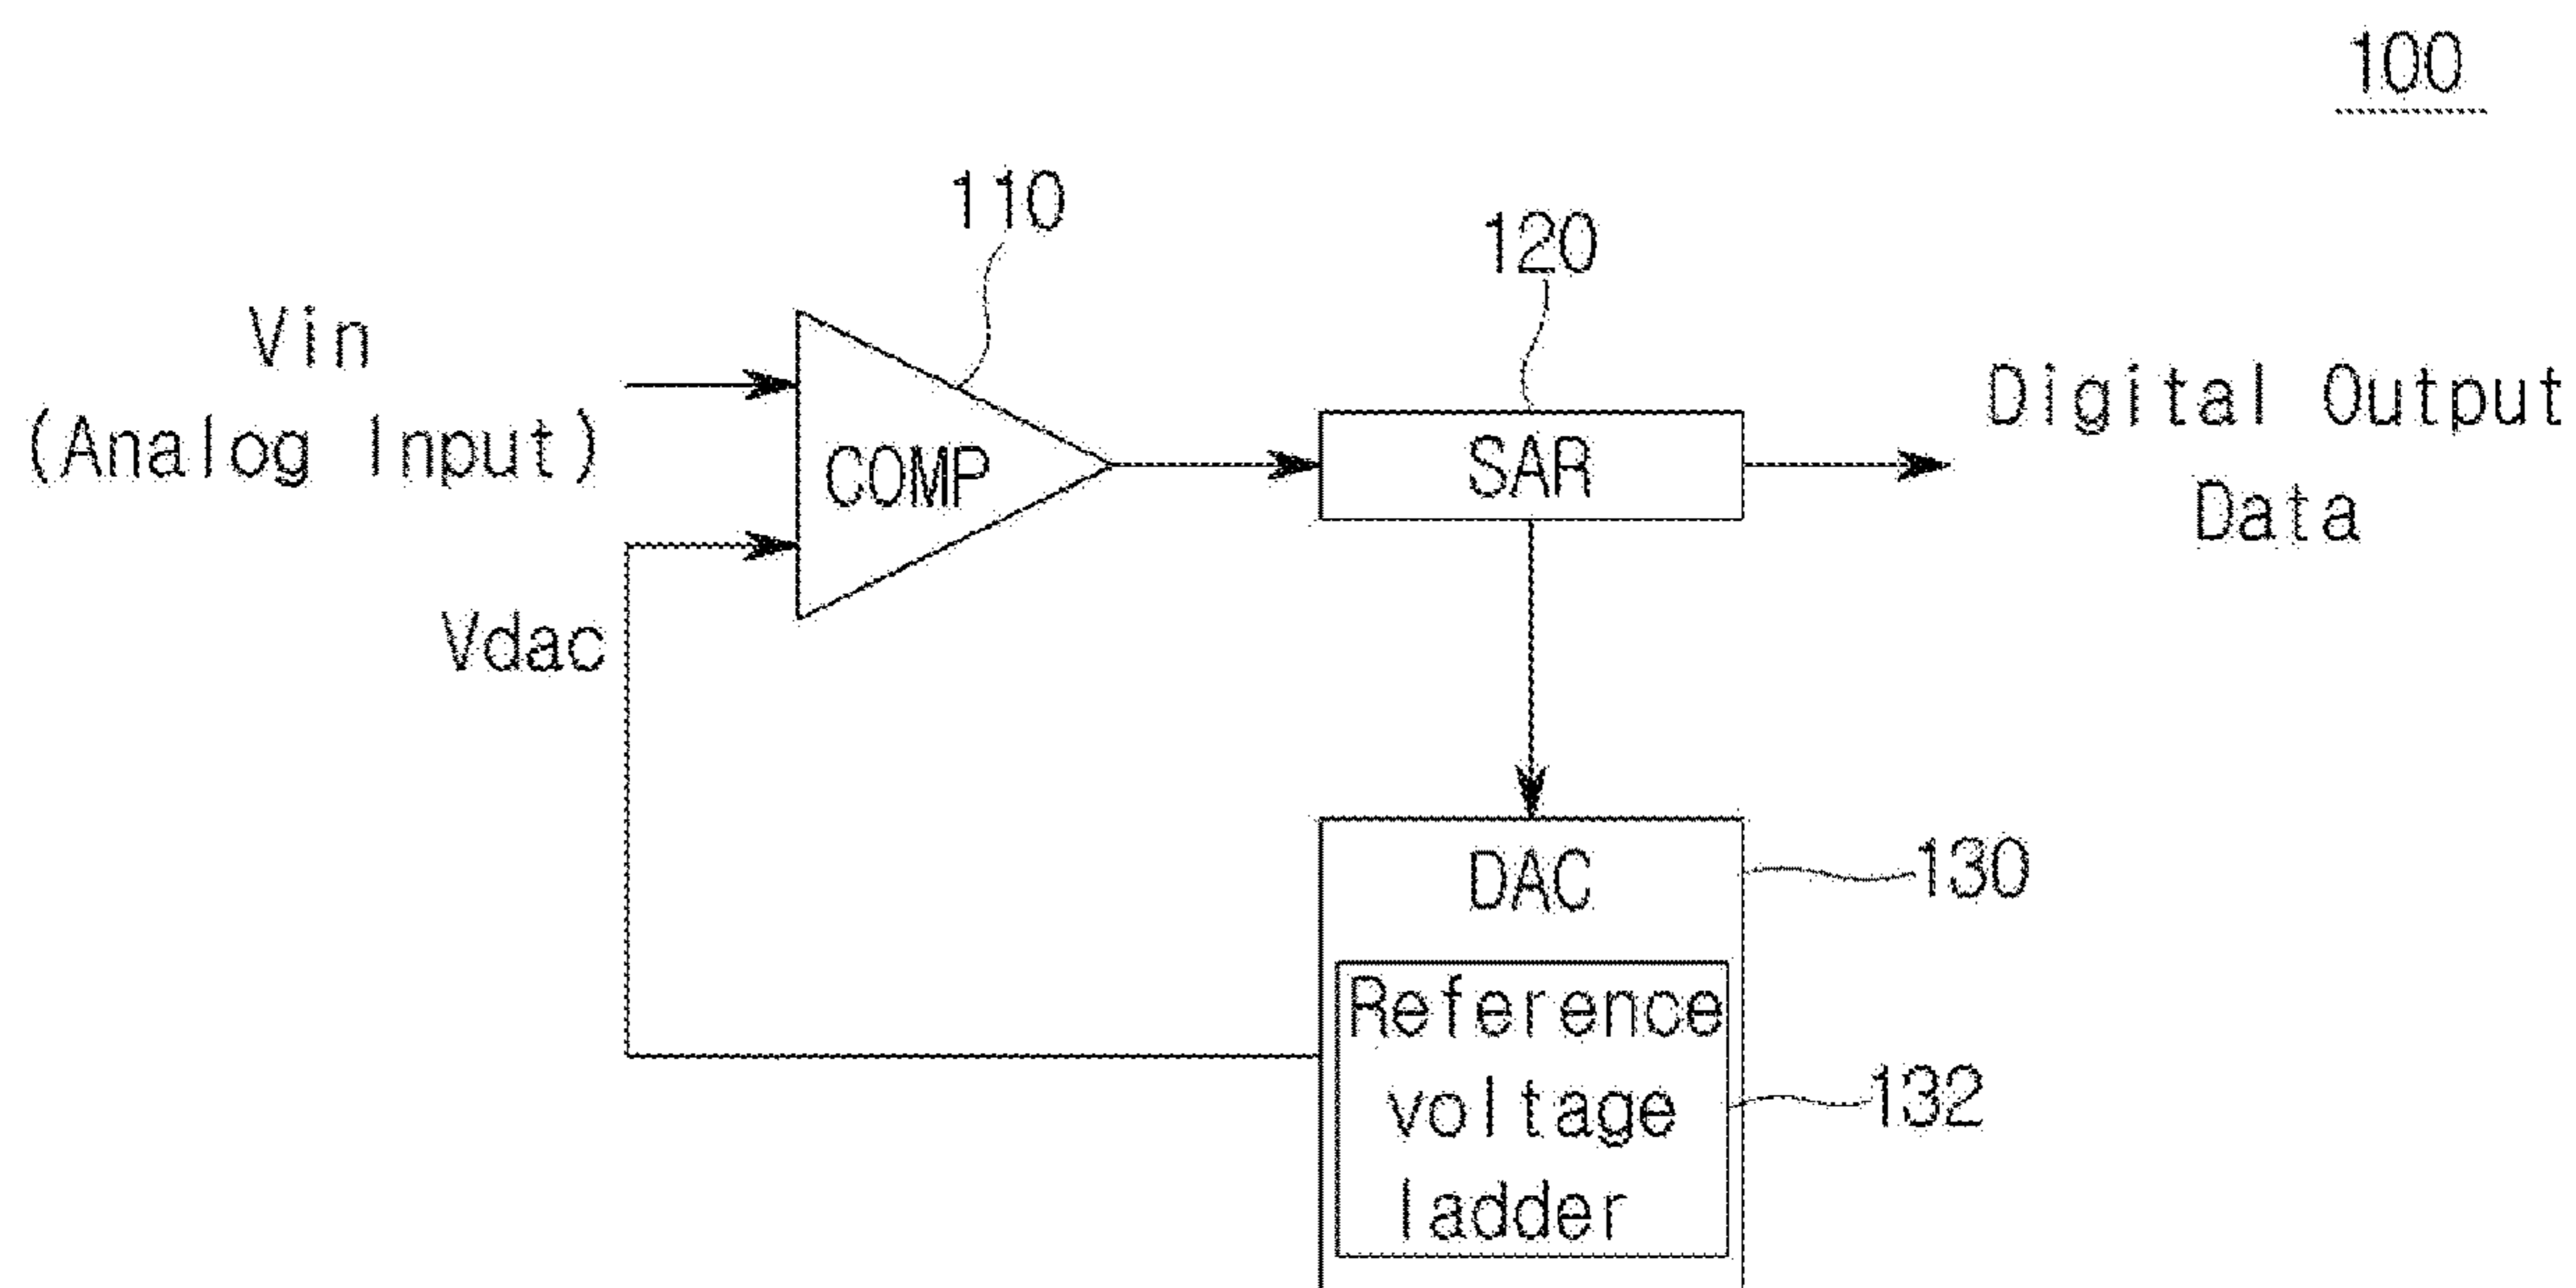 100
110
120
Vin
(Analog Input)
COMP
SAR
Digital Output
Data
Vdac
DAC
130
Reference
voltage
ladder
132